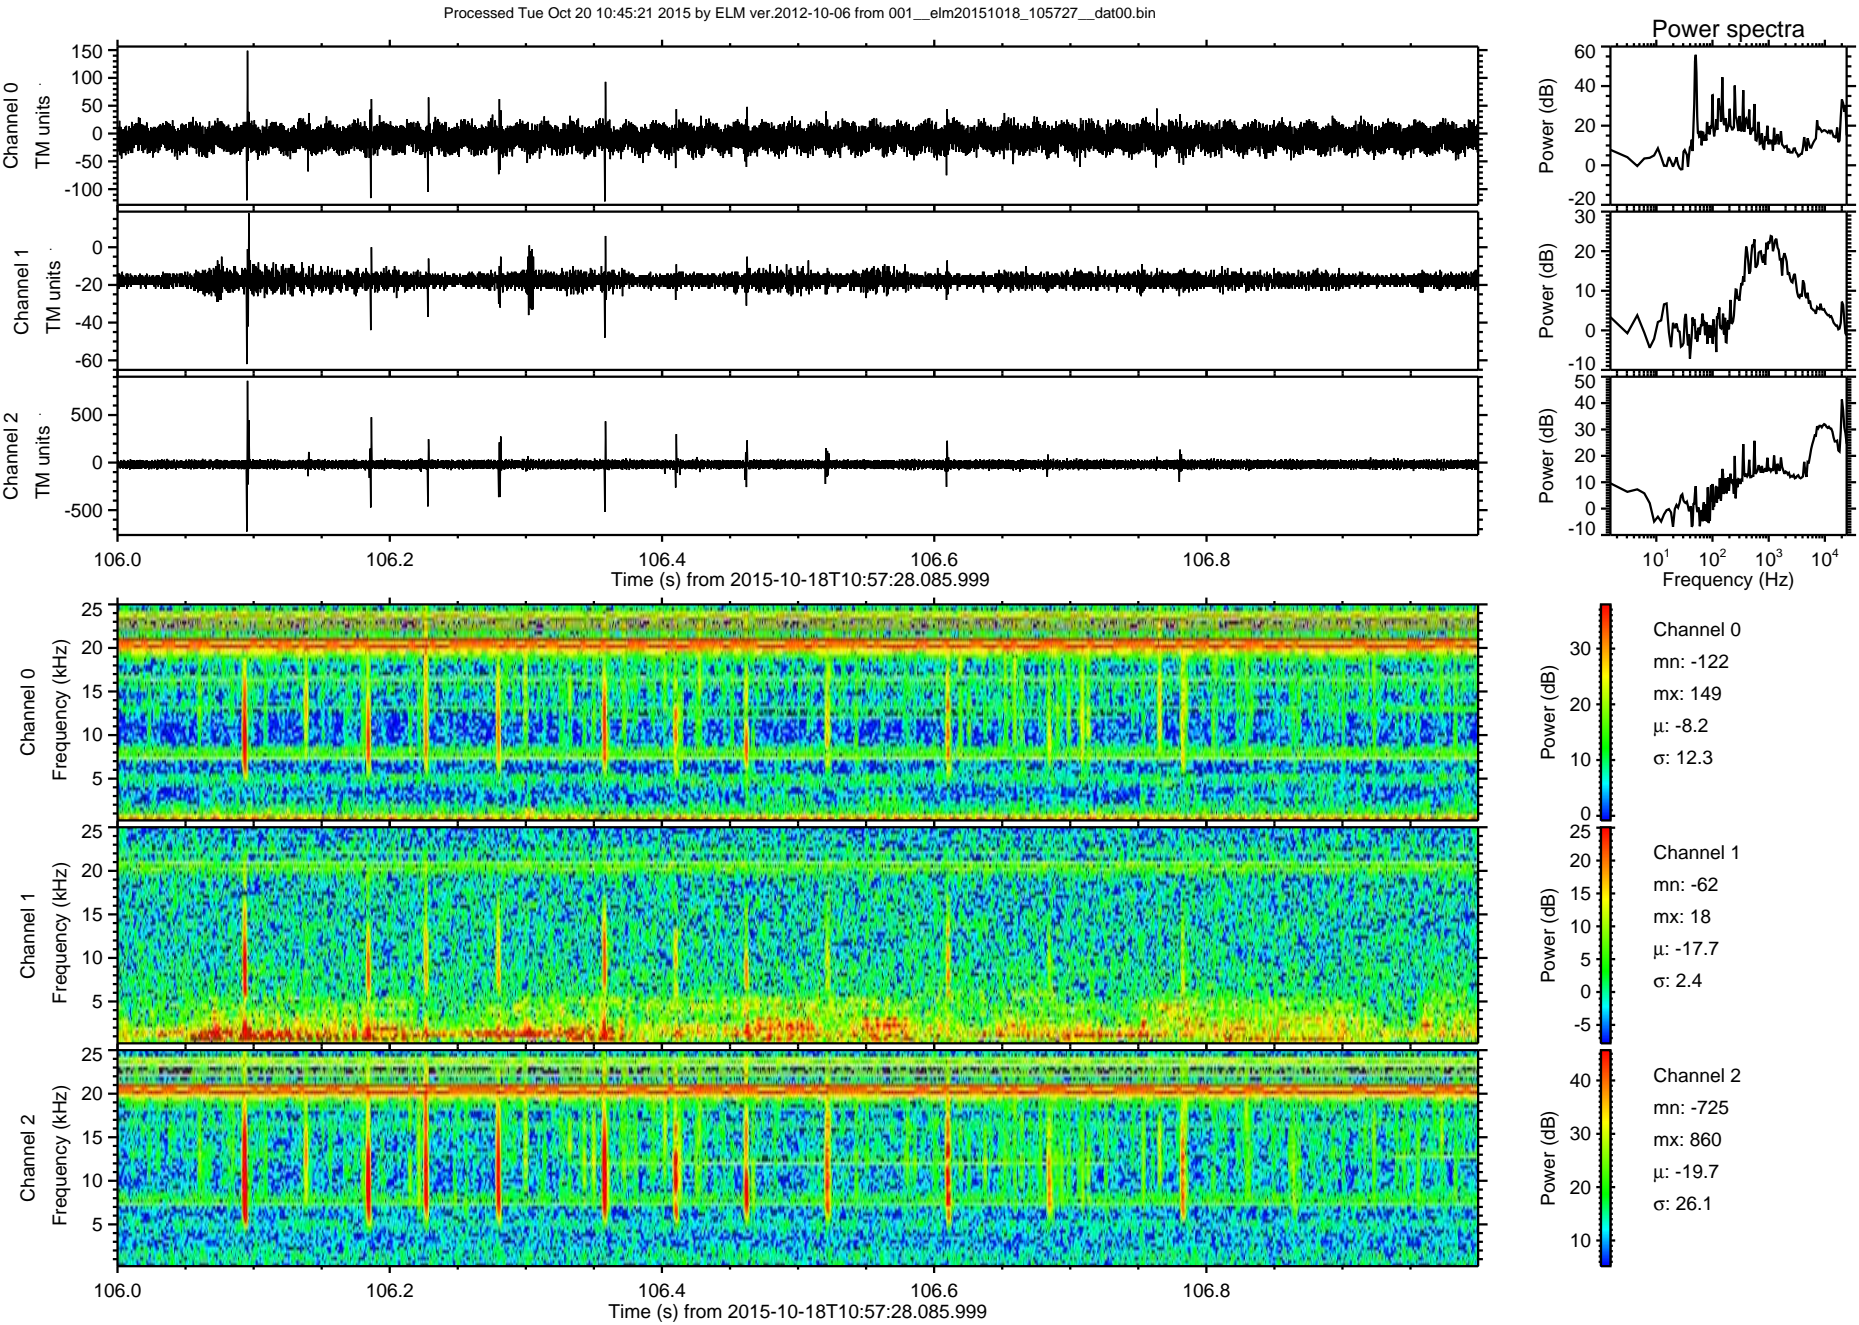 Processed Tue Oct 20 10:45:21 2015 by ELM ver.2012-10-06 from 001__elm20151018_105727__dat00.bin
Power spectra
Channel 0
TM units
150
100
50
0
-50
-100
Power (dB)
60
40
20
0
-20
Channel 1
TM units
0
-20
-40
-60
Power (dB)
30
20
10
0
-10
Channel 2
TM units
500
0
-500
Power (dB)
50
40
30
20
10
0
-10
106.0 106.2 106.4 106.6 106.8
Time (s) from 2015-10-18T10:57:28.085.999
10¹ 10² 10³ 10⁴
Frequency (Hz)
Channel 0
Frequency (kHz)
25
20
15
10
5
Power (dB)
30
20
10
0
Channel 0
mn: -122
mx: 149
μ: -8.2
σ: 12.3
Channel 1
Frequency (kHz)
25
20
15
10
5
Power (dB)
25
20
15
10
5
0
-5
Channel 1
mn: -62
mx: 18
μ: -17.7
σ: 2.4
Channel 2
Frequency (kHz)
25
20
15
10
5
Power (dB)
40
30
20
10
Channel 2
mn: -725
mx: 860
μ: -19.7
σ: 26.1
106.0 106.2 106.4 106.6 106.8
Time (s) from 2015-10-18T10:57:28.085.999